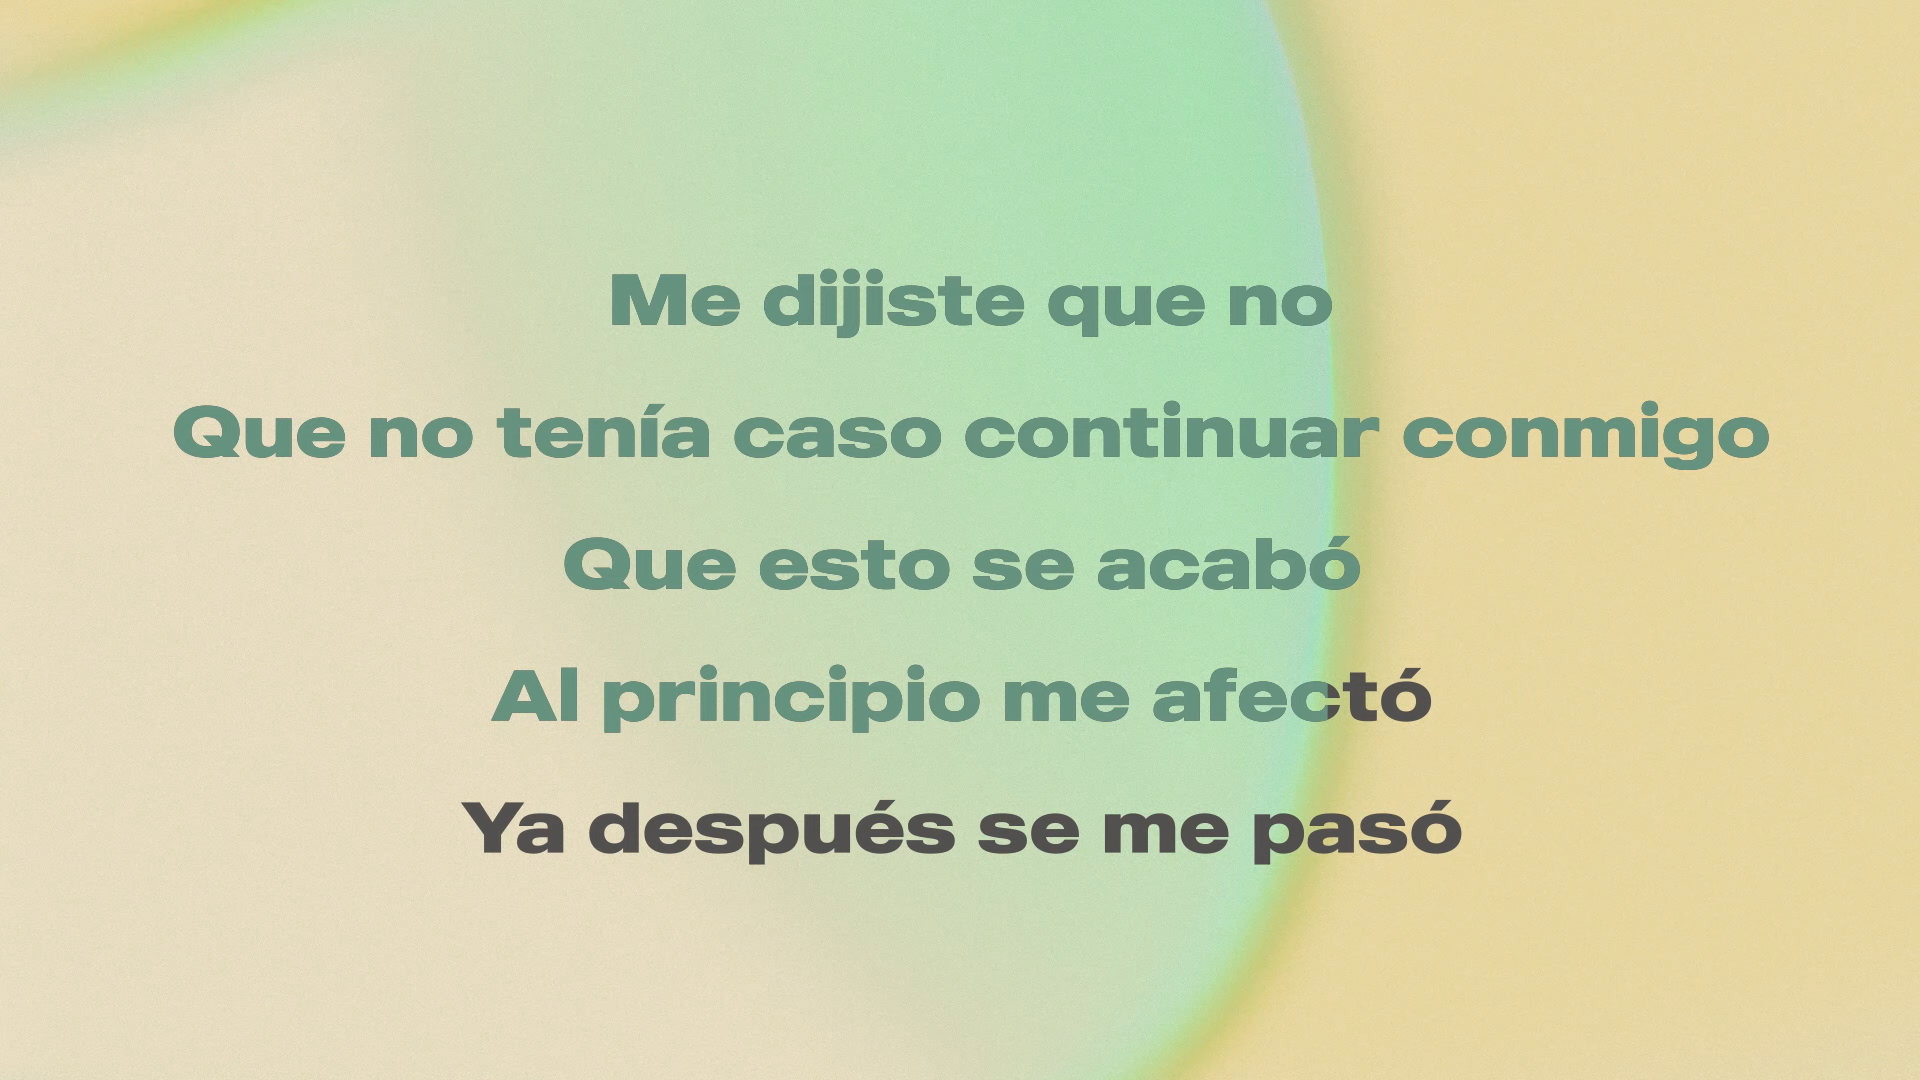 Me dijiste que no
Que no tenía caso continuar conmigo
Que esto se acabó
Al principio me afectó
Ya después se me pasó